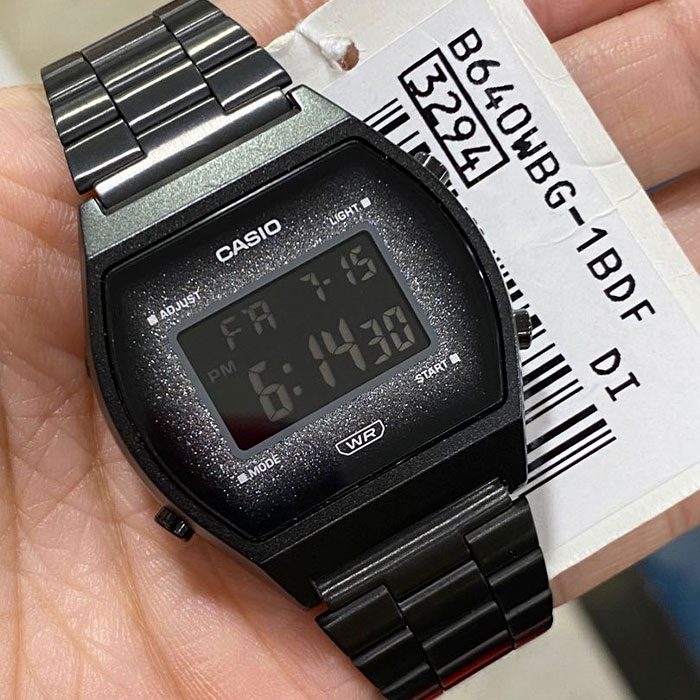 CASIO
LIGHT
ADJUST
FR 7-15
PM 6:14 30
START
MODE
WR
B640WBG-1BDF DI
3294